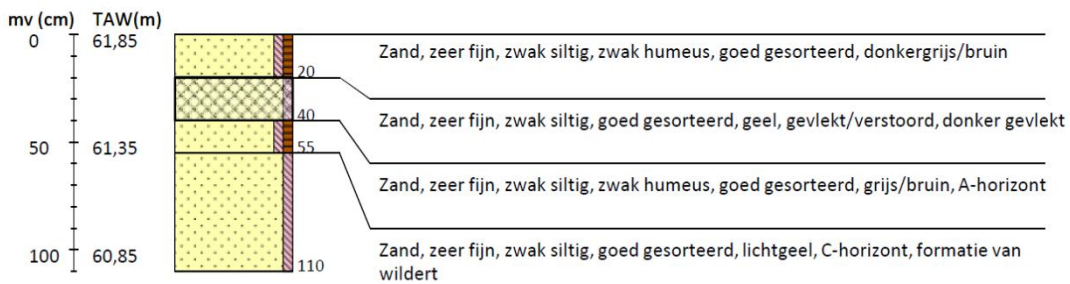 mv (cm) TAW(m)
0 61,85
Zand, zeer fijn, zwak siltig, zwak humeus, goed gesorteerd, donkergrijs/bruin
20
40
Zand, zeer fijn, zwak siltig, goed gesorteerd, geel, gevlekt/verstoord, donker gevlekt
50 61,35
55
Zand, zeer fijn, zwak siltig, zwak humeus, goed gesorteerd, grijs/bruin, A-horizont
100 60,85
110
Zand, zeer fijn, zwak siltig, goed gesorteerd, lichtgeel, C-horizont, formatie van
wildert